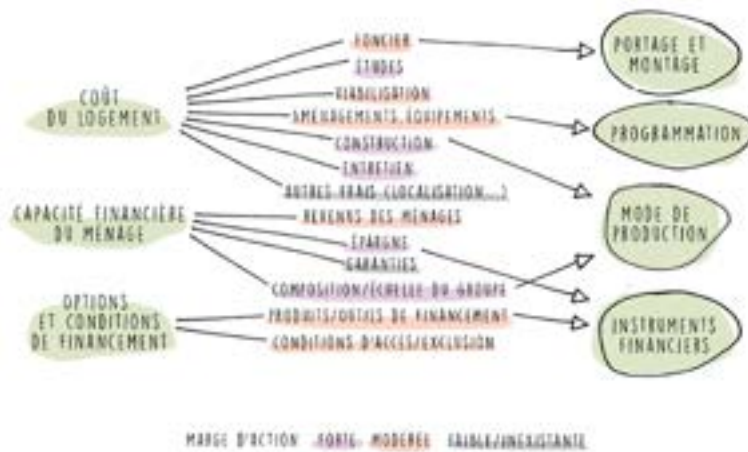 COÛT
DU LOGEMENT
CAPACITÉ FINANCIÈRE
DU MÉNAGE
OPTIONS
ET CONDITIONS
DE FINANCEMENT
FONCIER
ÉTUDES
VIABILISATION
AMÉNAGEMENTS, ÉQUIPEMENTS
CONSTRUCTION
ENTRETIEN
AUTRES FRAIS (LOCALISATION...)
REVENUS DES MÉNAGES
ÉPARGNE
GARANTIES
COMPOSITION/ÉCHELLE DU GROUPE
PRODUITS/OUTILS DE FINANCEMENT
CONDITIONS D'ACCÈS/EXCLUSION
PORTAGE ET
MONTAGE
PROGRAMMATION
MODE DE
PRODUCTION
INSTRUMENTS
FINANCIERS
MARGE D'ACTION FORTE MODÉRÉE FAIBLE/INEXISTANTE